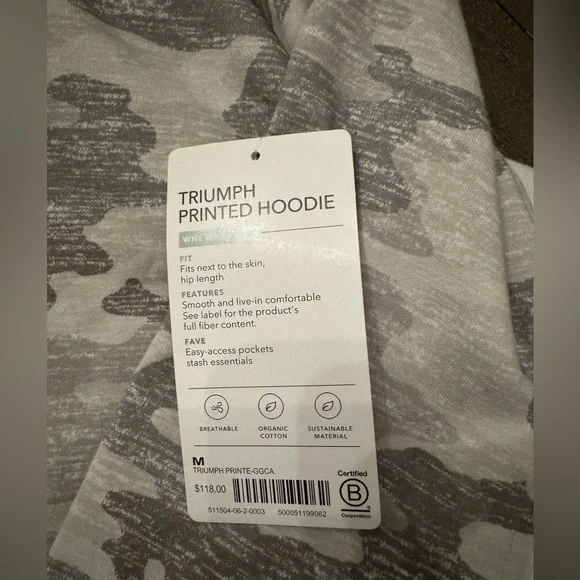 TRIUMPH
PRINTED HOODIE
FIT
Fits next to the skin,
hip length
FEATURES
Smooth and live-in comfortable
See label for the product's
full fiber content.
FAVE
Easy-access pockets
stash essentials
BREATHABLE
ORGANIC
COTTON
SUSTAINABLE
MATERIAL
M
TRIUMPH PRINTE-GGCA
$118.00
511504-06-2-0003 500051199062
Certified
B
Corporation